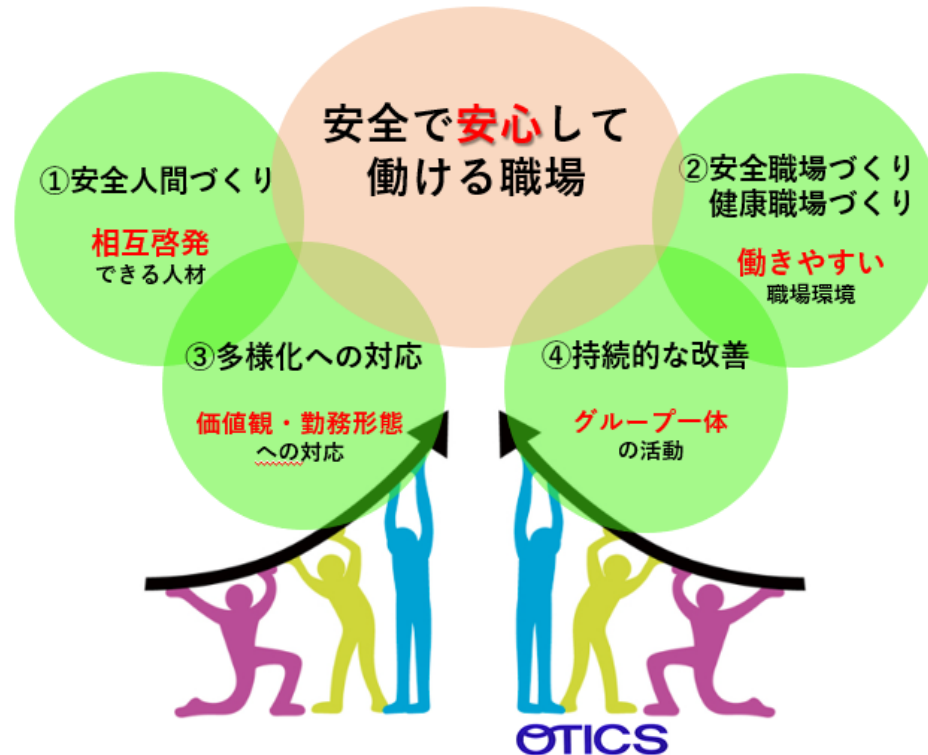 安全で安心して
働ける職場
①安全人間づくり
相互啓発
できる人材
②安全職場づくり
健康職場づくり
働きやすい
職場環境
③多様化への対応
価値観・勤務形態
への対応
④持続的な改善
グループ一体
の活動
OTICS